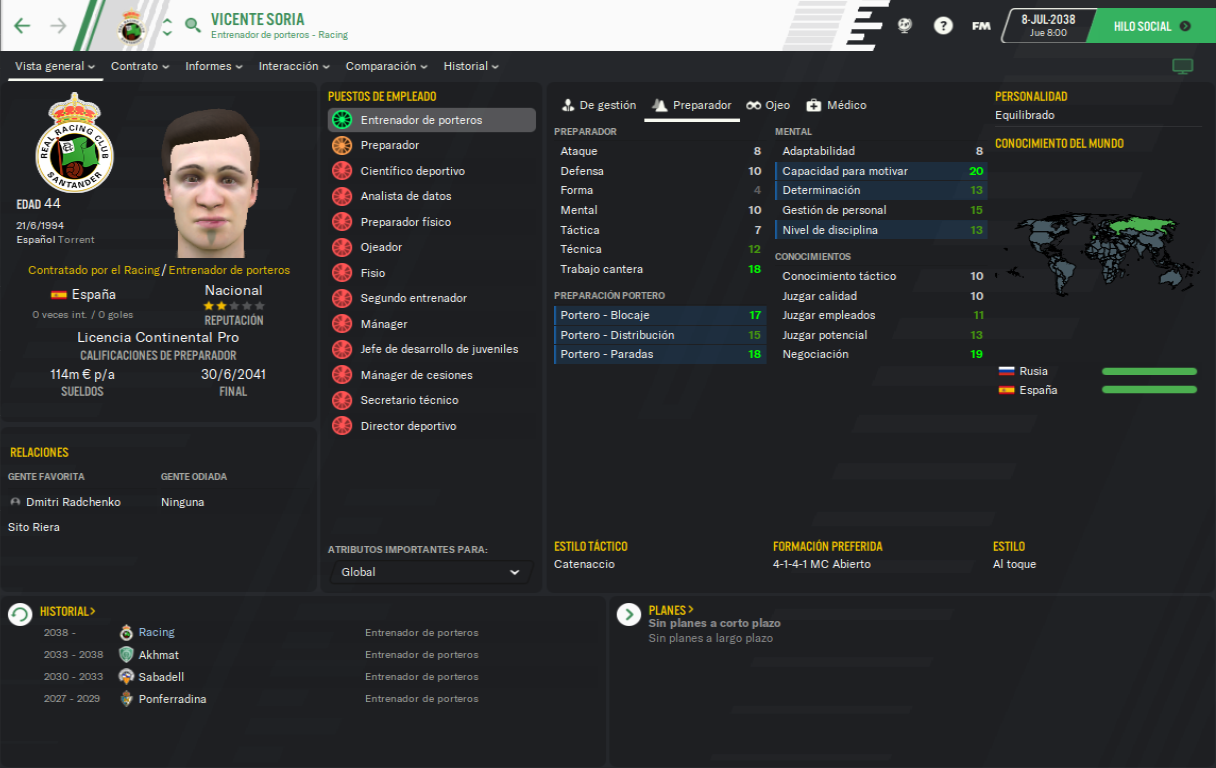 VICENTE SORIA
Entrenador de porteros - Racing
FM
8-JUL-2038
Jue 8:00
HILO SOCIAL
Vista general
Contrato
Informes
Interacción
Comparación
Historial
REAL RACING CLUB
SANTANDER
EDAD 44
21/6/1994
Español Torrent
Contratado por el Racing/Entrenador de porteros
España
0 veces int. / 0 goles
Nacional
REPUTACIÓN
Licencia Continental Pro
CALIFICACIONES DE PREPARADOR
114m € p/a
SUELDOS
30/6/2041
FINAL
RELACIONES
GENTE FAVORITA
GENTE ODIADA
Dmitri Radchenko
Ninguna
Sito Riera
PUESTOS DE EMPLEADO
Entrenador de porteros
Preparador
Científico deportivo
Analista de datos
Preparador físico
Ojeador
Fisio
Segundo entrenador
Mánager
Jefe de desarrollo de juveniles
Mánager de cesiones
Secretario técnico
Director deportivo
ATRIBUTOS IMPORTANTES PARA:
Global
De gestión
Preparador
Ojeo
Médico
PREPARADOR
Ataque 8
Defensa 10
Forma 4
Mental 10
Táctica 7
Técnica 12
Trabajo cantera 18
PREPARACIÓN PORTERO
Portero - Blocaje 17
Portero - Distribución 15
Portero - Paradas 18
MENTAL
Adaptabilidad 8
Capacidad para motivar 20
Determinación 13
Gestión de personal 15
Nivel de disciplina 13
CONOCIMIENTOS
Conocimiento táctico 10
Juzgar calidad 10
Juzgar empleados 11
Juzgar potencial 13
Negociación 19
PERSONALIDAD
Equilibrado
CONOCIMIENTO DEL MUNDO
Rusia
España
ESTILO TÁCTICO
Catenaccio
FORMACIÓN PREFERIDA
4-1-4-1 MC Abierto
ESTILO
Al toque
HISTORIAL >
2038 - Racing Entrenador de porteros
2033 - 2038 Akhmat Entrenador de porteros
2030 - 2033 Sabadell Entrenador de porteros
2027 - 2029 Ponferradina Entrenador de porteros
PLANES >
Sin planes a corto plazo
Sin planes a largo plazo